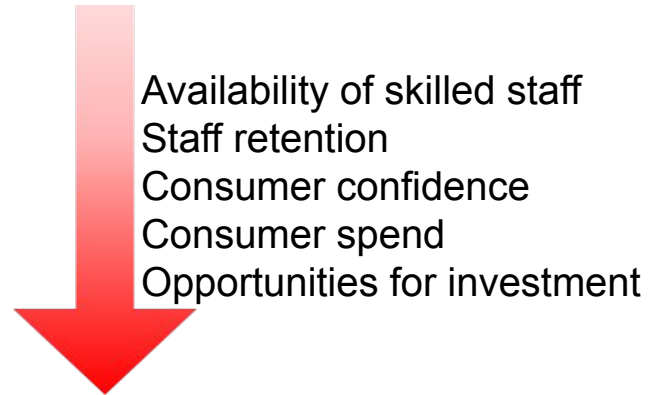 Availability of skilled staff
Staff retention
Consumer confidence
Consumer spend
Opportunities for investment